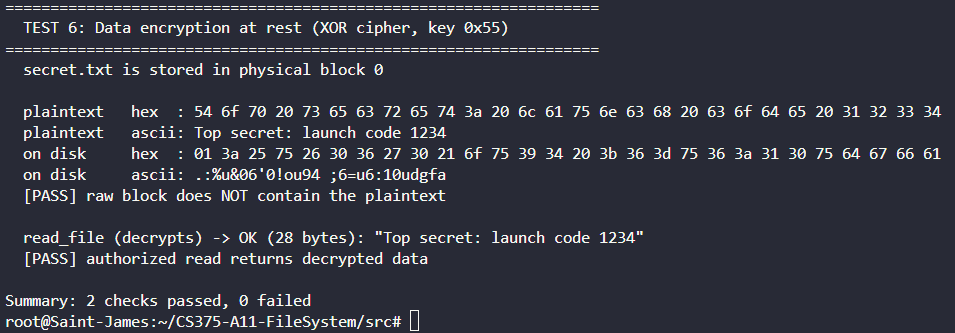 ===================================================================
TEST 6: Data encryption at rest (XOR cipher, key 0x55)
===================================================================
secret.txt is stored in physical block 0
plaintext   hex  : 54 6f 70 20 73 65 63 72 65 74 3a 20 6c 61 75 6e 63 68 20 63 6f 64 65 20 31 32 33 34
plaintext   ascii: Top secret: launch code 1234
on disk     hex  : 01 3a 25 75 26 30 36 27 30 21 6f 75 39 34 20 3b 36 3d 75 36 3a 31 30 75 64 67 66 61
on disk     ascii: .:%u&06'0!ou94 ;6=u6:10udgfa
[PASS] raw block does NOT contain the plaintext
read_file (decrypts) -> OK (28 bytes): "Top secret: launch code 1234"
[PASS] authorized read returns decrypted data
Summary: 2 checks passed, 0 failed
root@Saint-James:~/CS375-A11-FileSystem/src#